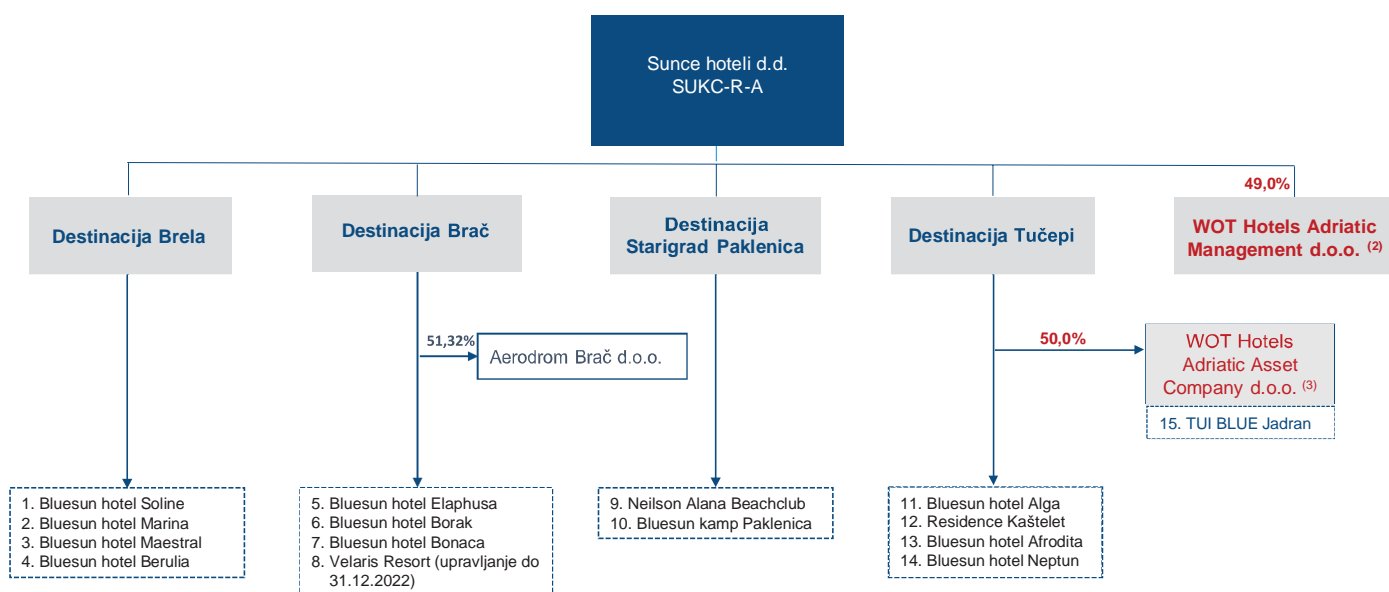 Sunce hoteli d.d.
SUKC-R-A
49,0%
Destinacija Brela
Destinacija Brač
Destinacija
Starigrad Paklenica
Destinacija Tučepi
WOT Hotels Adriatic
Management d.o.o. (2)
51,32%
Aerodrom Brač d.o.o.
50,0%
WOT Hotels
Adriatic Asset
Company d.o.o. (3)
15. TUI BLUE Jadran
1. Bluesun hotel Soline
2. Bluesun hotel Marina
3. Bluesun hotel Maestral
4. Bluesun hotel Berulia
5. Bluesun hotel Elaphusa
6. Bluesun hotel Borak
7. Bluesun hotel Bonaca
8. Velaris Resort (upravljanje do
31.12.2022)
9. Neilson Alana Beachclub
10. Bluesun kamp Paklenica
11. Bluesun hotel Alga
12. Residence Kaštelet
13. Bluesun hotel Afrodita
14. Bluesun hotel Neptun